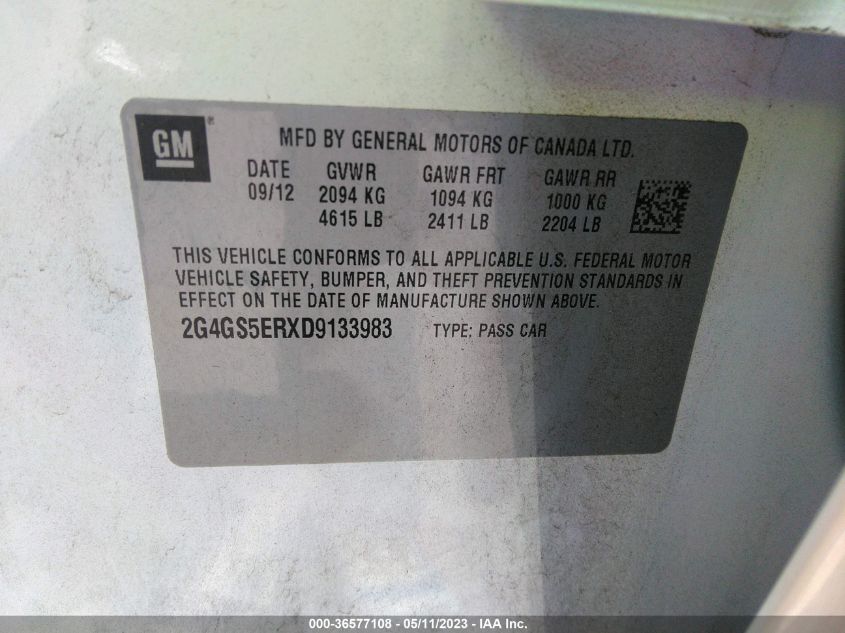 GM®
MFD BY GENERAL MOTORS OF CANADA LTD.
DATE GVWR GAWR FRT GAWR RR
09/12 2094 KG 1094 KG 1000 KG
4615 LB 2411 LB 2204 LB
THIS VEHICLE CONFORMS TO ALL APPLICABLE U.S. FEDERAL MOTOR
VEHICLE SAFETY, BUMPER, AND THEFT PREVENTION STANDARDS IN
EFFECT ON THE DATE OF MANUFACTURE SHOWN ABOVE.
2G4GS5ERXD9133983 TYPE: PASS CAR
000-36577108 - 05/11/2023 - IAA Inc.